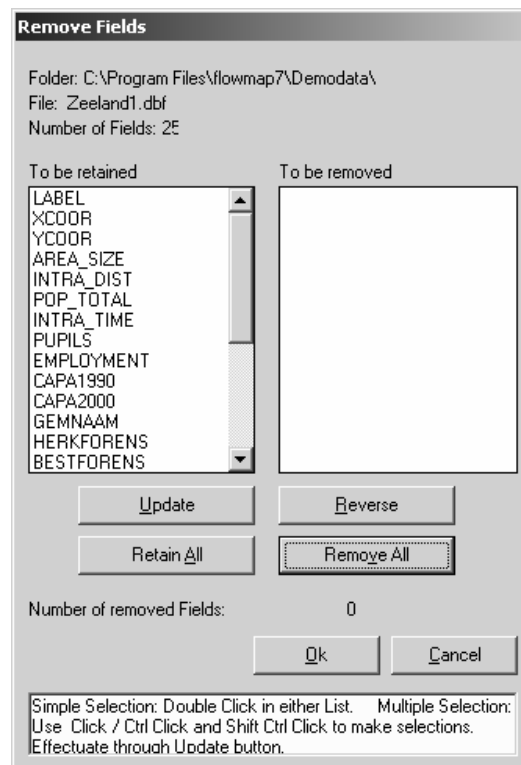 Remove Fields
Folder: C:\Program Files\flowmap7\Demodata\
File: Zeeland1.dbf
Number of Fields: 25
To be retained
To be removed
LABEL
XCOOR
YCOOR
AREA_SIZE
INTRA_DIST
POP_TOTAL
INTRA_TIME
PUPILS
EMPLOYMENT
CAPA1990
CAPA2000
GEMNAAM
HERKFORENS
BESTFORENS
Update
Reverse
Retain All
Remove All
Number of removed Fields: 0
Ok
Cancel
Simple Selection: Double Click in either List. Multiple Selection:
Use Click / Ctrl Click and Shift Ctrl Click to make selections.
Effectuate through Update button.